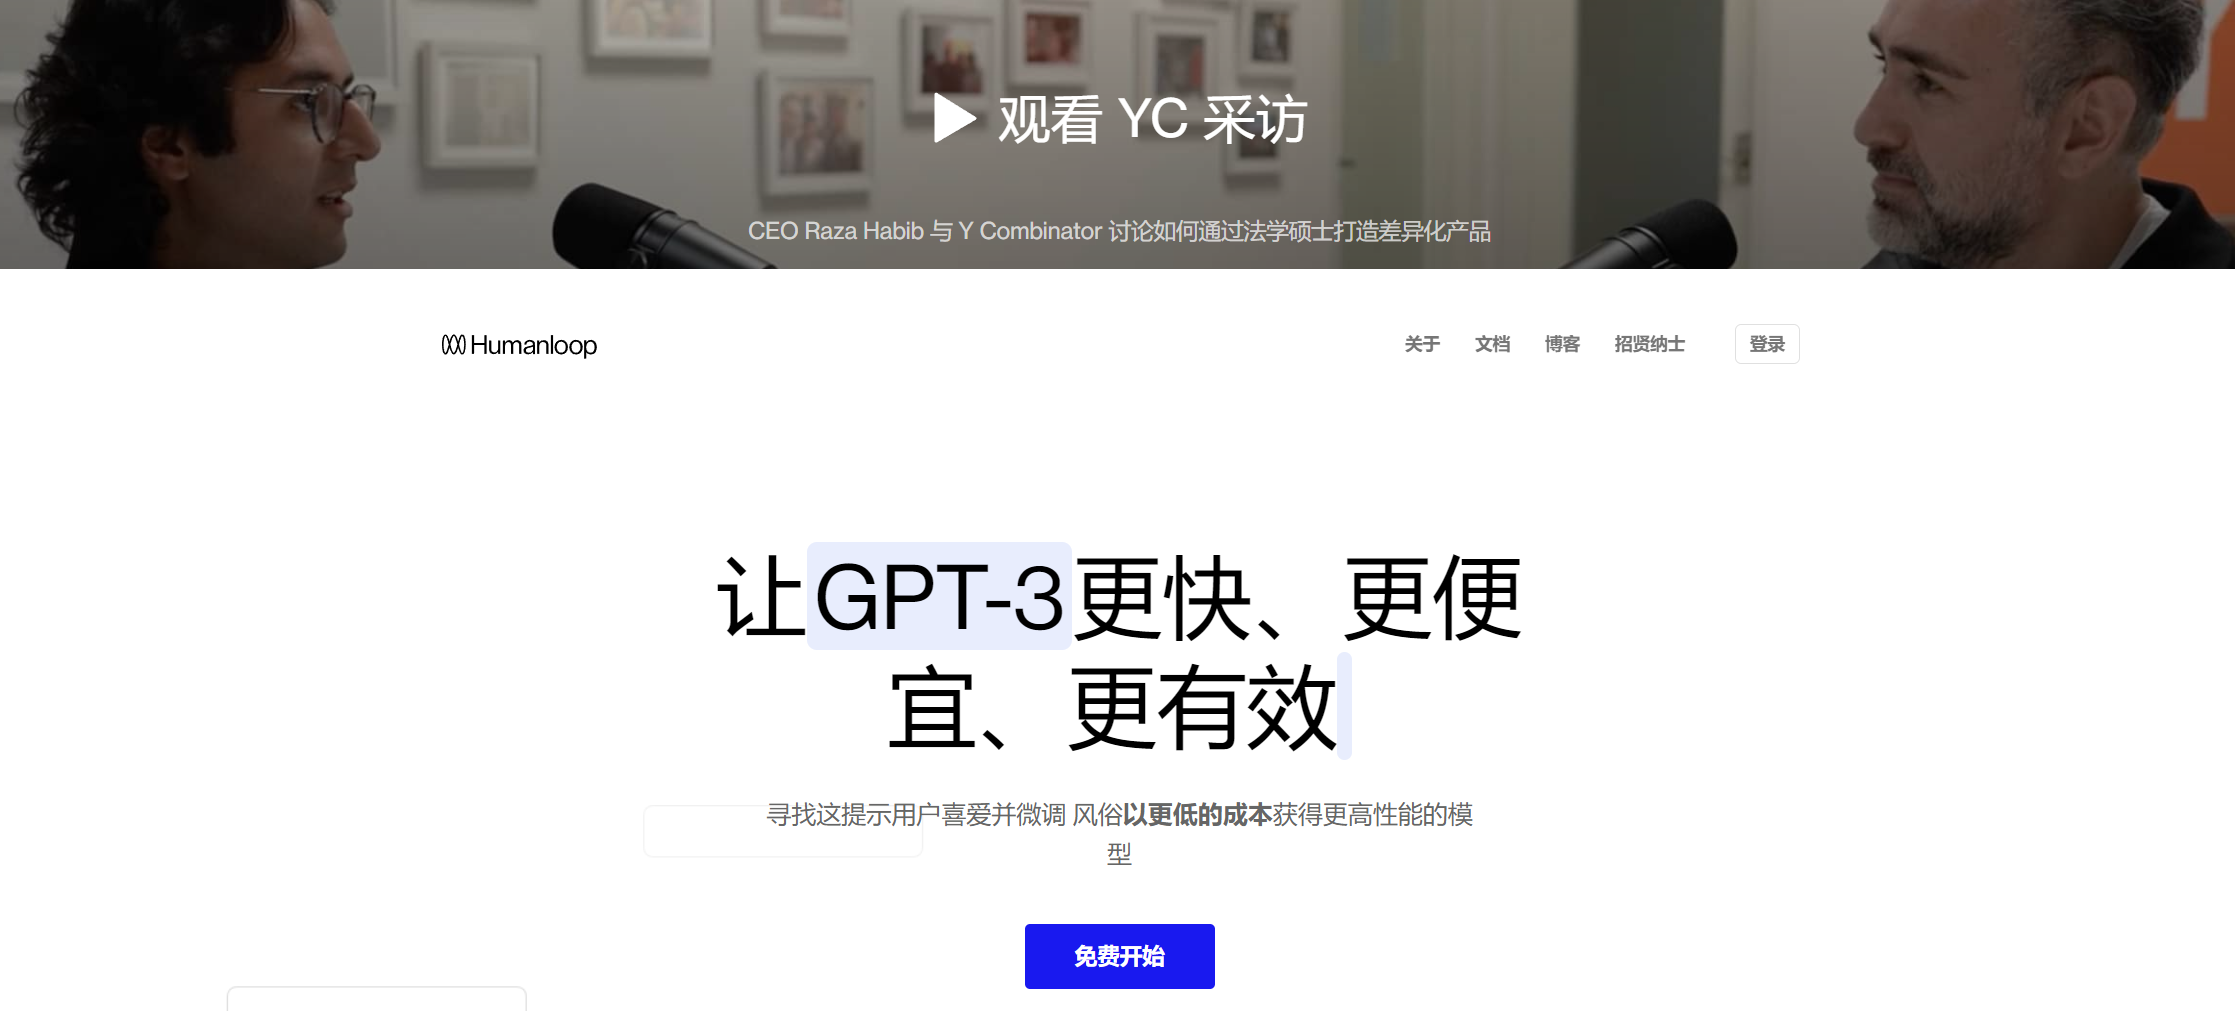 观看 YC 采访
CEO Raza Habib 与 Y Combinator 讨论如何通过法学硕士打造差异化产品
Humanloop
关于 文档 博客 招贤纳士 登录
让GPT-3更快、更便
宜、更有效
寻找这提示用户喜爱并微调 风俗以更低的成本获得更高性能的模
型
免费开始